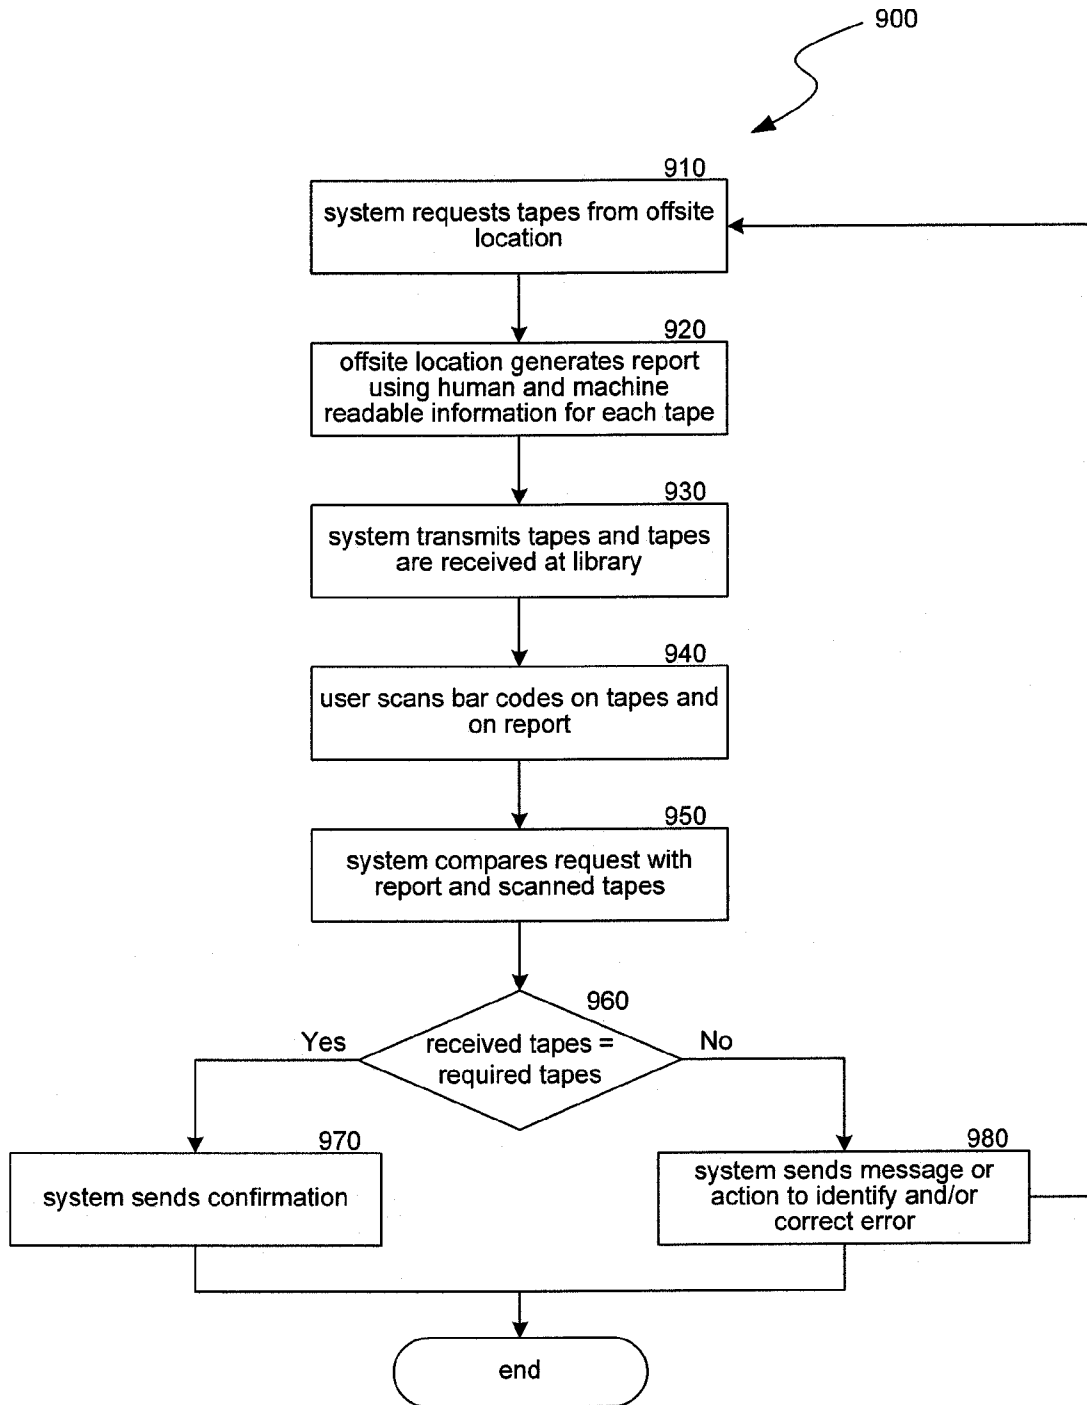 900
910
system requests tapes from offsite
location
920
offsite location generates report
using human and machine
readable information for each tape
930
system transmits tapes and tapes
are received at library
940
user scans bar codes on tapes and
on report
950
system compares request with
report and scanned tapes
960
received tapes =
required tapes
Yes
No
970
system sends confirmation
980
system sends message or
action to identify and/or
correct error
end